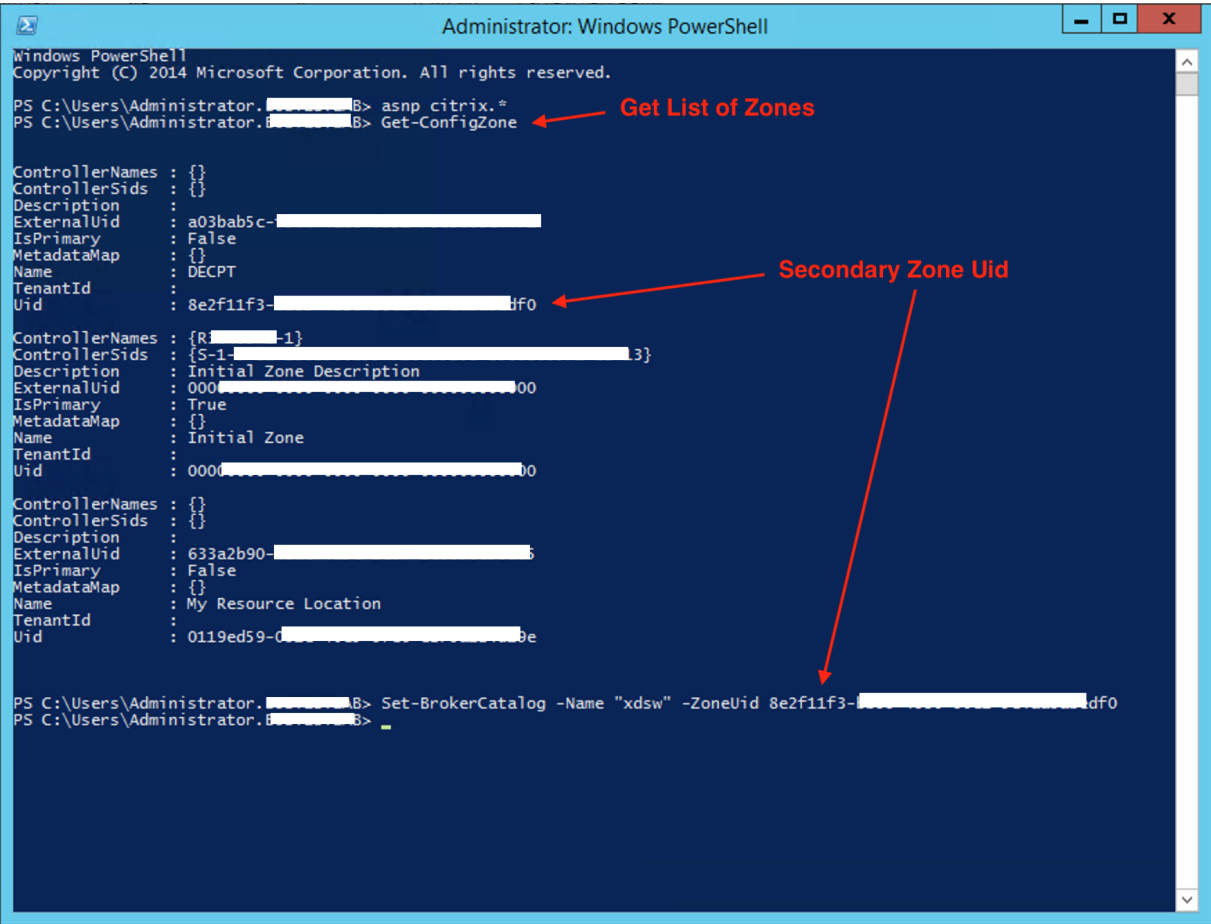 Administrator: Windows PowerShell
Windows PowerShell
Copyright (C) 2014 Microsoft Corporation. All rights reserved.
PS C:\Users\Administrator. B> asnp citrix.*
Get List of Zones
PS C:\Users\Administrator. B> Get-ConfigZone
ControllerNames : {}
ControllerSids : {}
Description :
ExternalUid : a03bab5c-
IsPrimary : False
MetadataMap : {}
Name : DECPT
Secondary Zone Uid
TenantId :
Uid : 8e2f11f3- df0
ControllerNames : {R -1}
ControllerSids : {S-1- 13}
Description : Initial Zone Description
ExternalUid : 0000 00
IsPrimary : True
MetadataMap : {}
Name : Initial Zone
TenantId :
Uid : 0000 00
ControllerNames : {}
ControllerSids : {}
Description :
ExternalUid : 633a2b90-
IsPrimary : False
MetadataMap : {}
Name : My Resource Location
TenantId :
Uid : 0119ed59- 9e
PS C:\Users\Administrator. B> Set-BrokerCatalog -Name "xdsw" -ZoneUid 8e2f11f3- df0
PS C:\Users\Administrator. B>